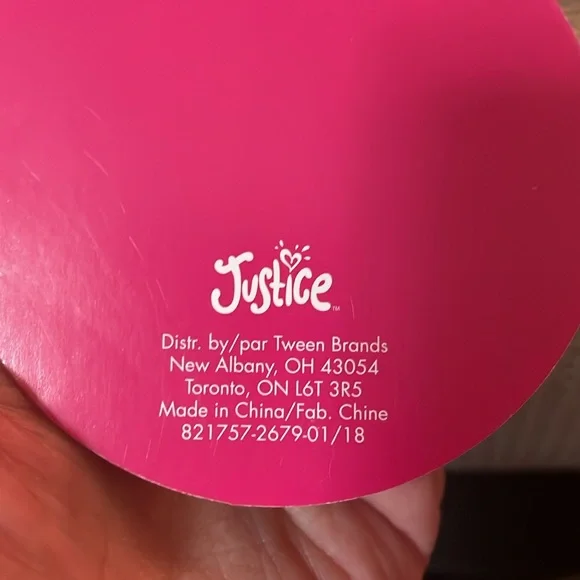 Justice™
Distr. by/par Tween Brands
New Albany, OH 43054
Toronto, ON L6T 3R5
Made in China/Fab. Chine
821757-2679-01/18